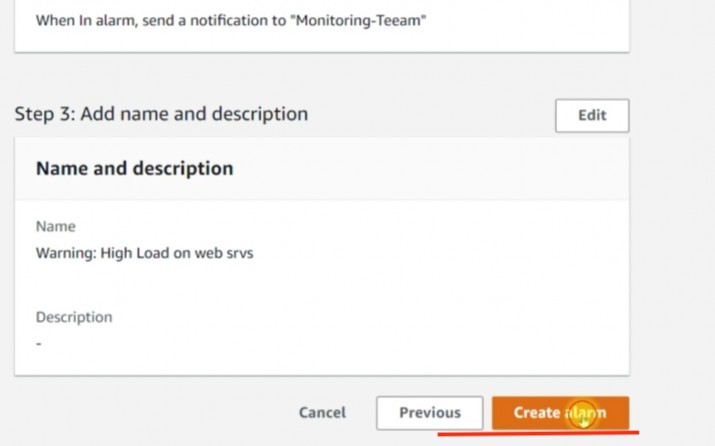 When In alarm, send a notification to "Monitoring-Teeam"
Step 3: Add name and description
Edit
Name and description
Name
Warning: High Load on web srvs
Description
-
Cancel
Previous
Create alarm